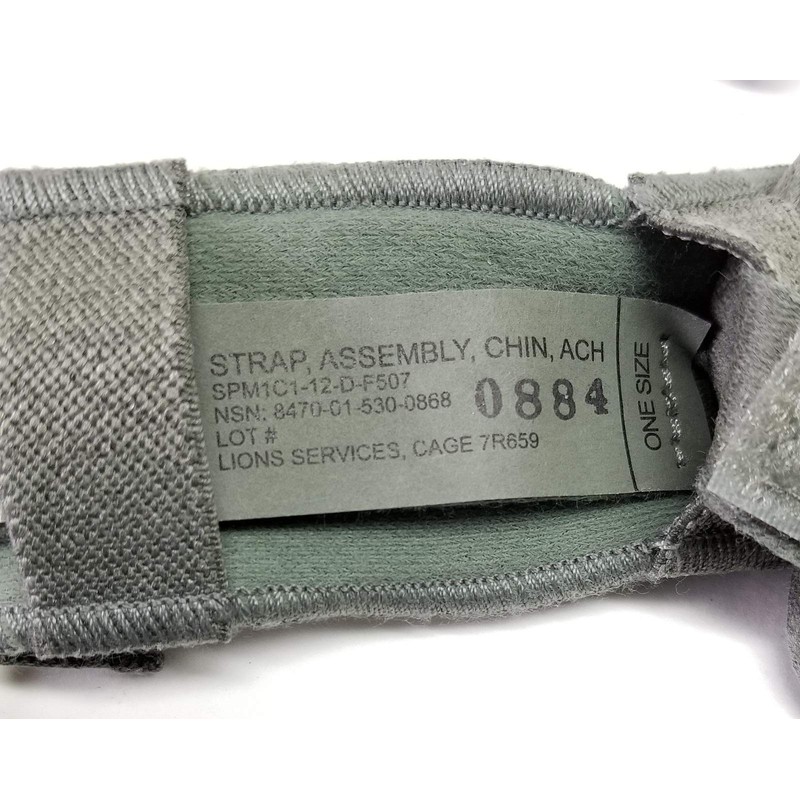 STRAP, ASSEMBLY, CHIN, ACH
SPM1C1-12-D-F507
NSN: 8470-01-530-0868
0884
LOT #
LIONS SERVICES, CAGE 7R659
ONE SIZE